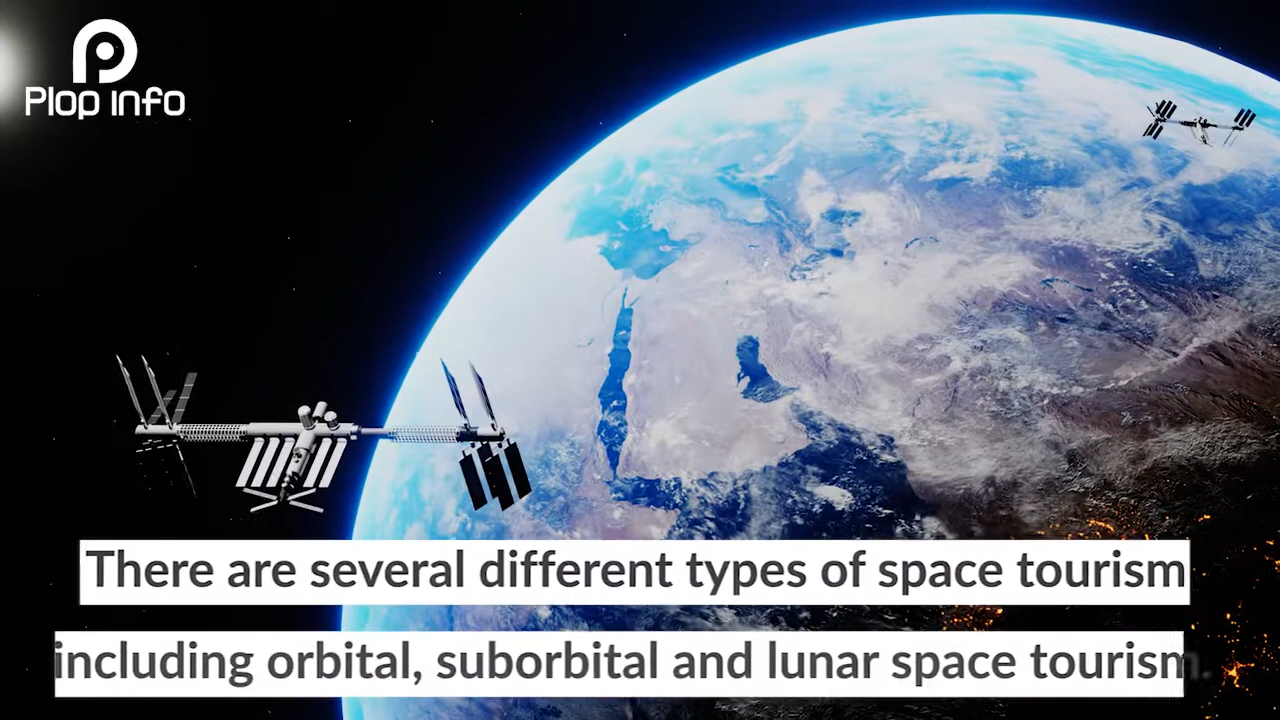 Plop info
There are several different types of space tourism
including orbital, suborbital and lunar space tourism.